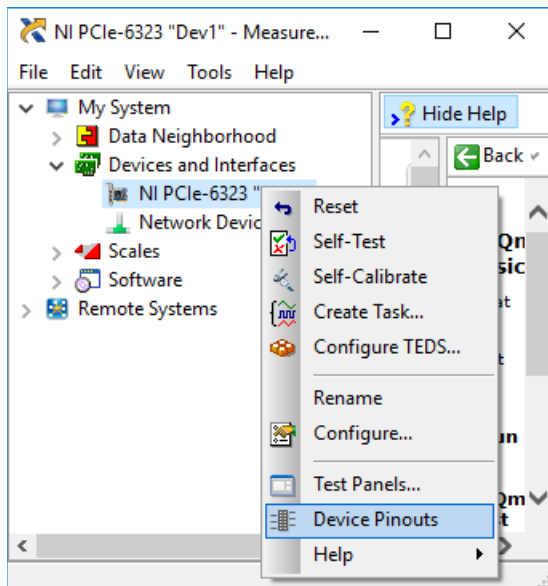 NI PCIe-6323 "Dev1" - Measure...
File Edit View Tools Help
My System
Data Neighborhood
Devices and Interfaces
NI PCIe-6323 "
Network Devic
Scales
Software
Remote Systems
Hide Help
Back
Reset
Self-Test
Self-Calibrate
Create Task...
Configure TEDS...
Rename
Configure...
Test Panels...
Device Pinouts
Help